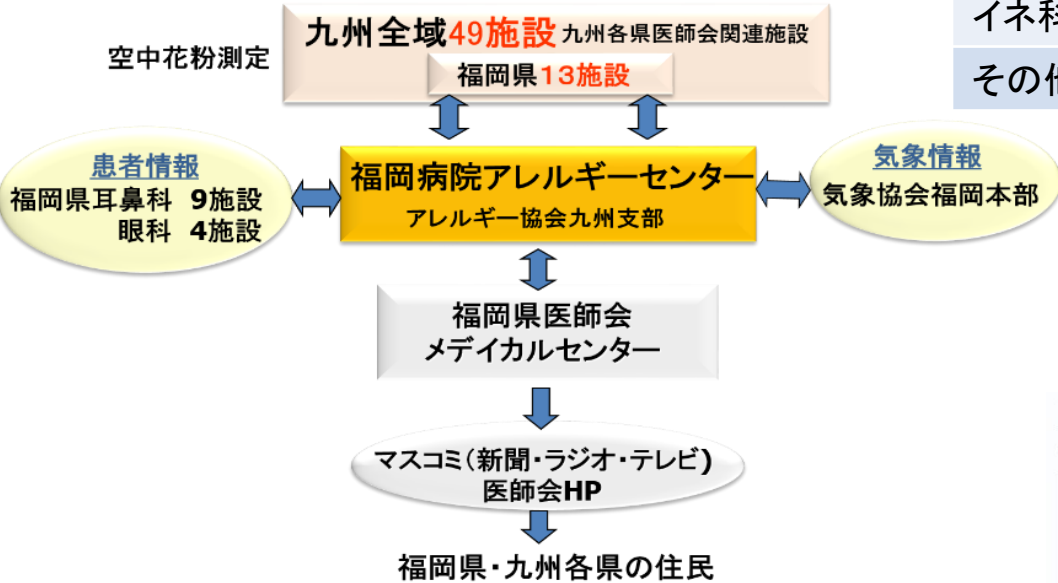 九州全域49施設 九州各県医師会関連施設
空中花粉測定
福岡県13施設
患者情報
福岡県耳鼻科 9施設
眼科 4施設
福岡病院アレルギーセンター
アレルギー協会九州支部
気象情報
気象協会福岡本部
福岡県医師会
メデイカルセンター
マスコミ(新聞・ラジオ・テレビ)
医師会HP
福岡県・九州各県の住民
イネ科
その他